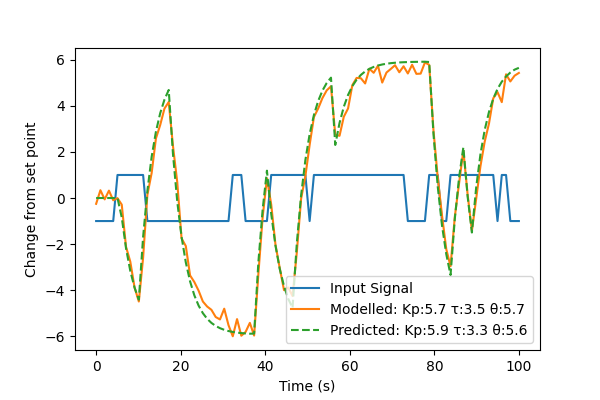 6
4
2
0
−2
−4
−6
Change from set point
Input Signal
Modelled: Kp:5.7 τ:3.5 θ:5.7
Predicted: Kp:5.9 τ:3.3 θ:5.6
0 20 40 60 80 100
Time (s)